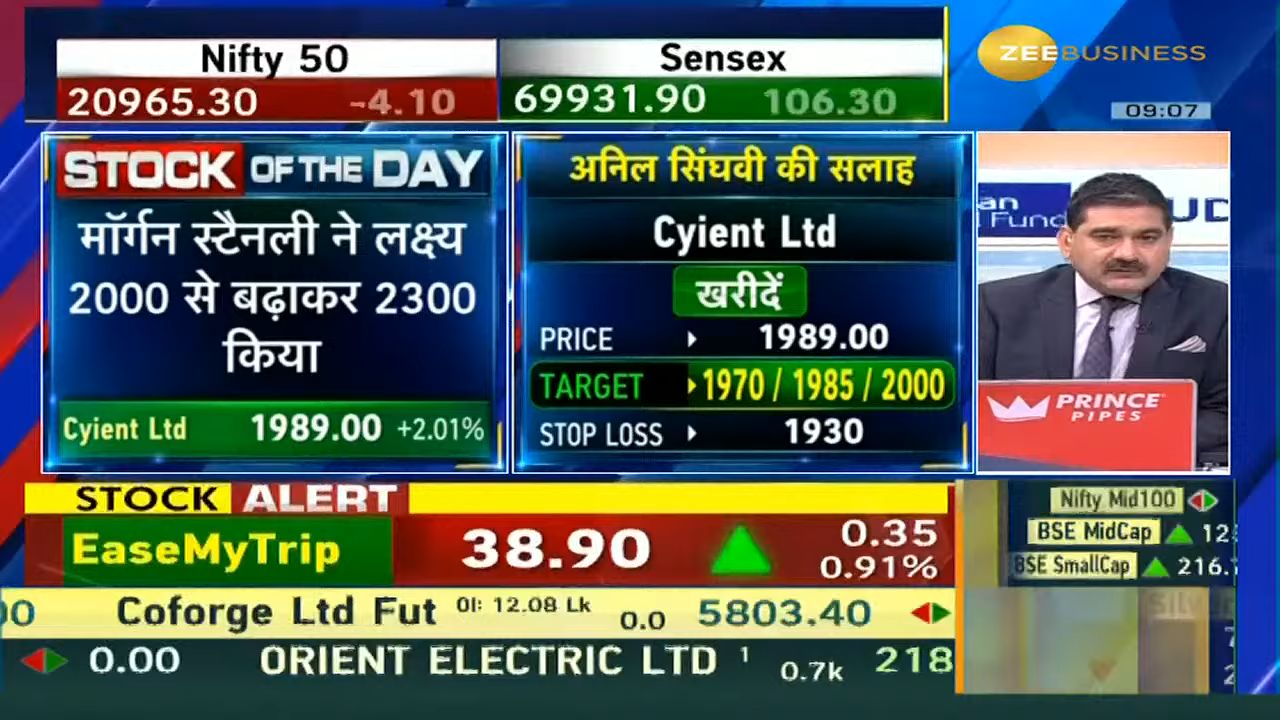 Nifty 50
20965.30 -4.10
Sensex
69931.90 106.30
ZEEBUSINESS
09:07
STOCK OF THE DAY
मॉर्गन स्टैनली ने लक्ष्य
2000 से बढ़ाकर 2300
किया
Cyient Ltd 1989.00 +2.01%
अनिल सिंघवी की सलाह
Cyient Ltd
खरीदें
PRICE 1989.00
TARGET 1970 / 1985 / 2000
STOP LOSS 1930
Fund
PRINCE
PIPES
STOCK ALERT
EaseMyTrip 38.90 0.35
0.91%
Nifty Mid100
BSE MidCap
BSE SmallCap 216.
Coforge Ltd Fut OI: 12.08 Lk 0.0 5803.40
0.00 ORIENT ELECTRIC LTD 1 0.7k 218